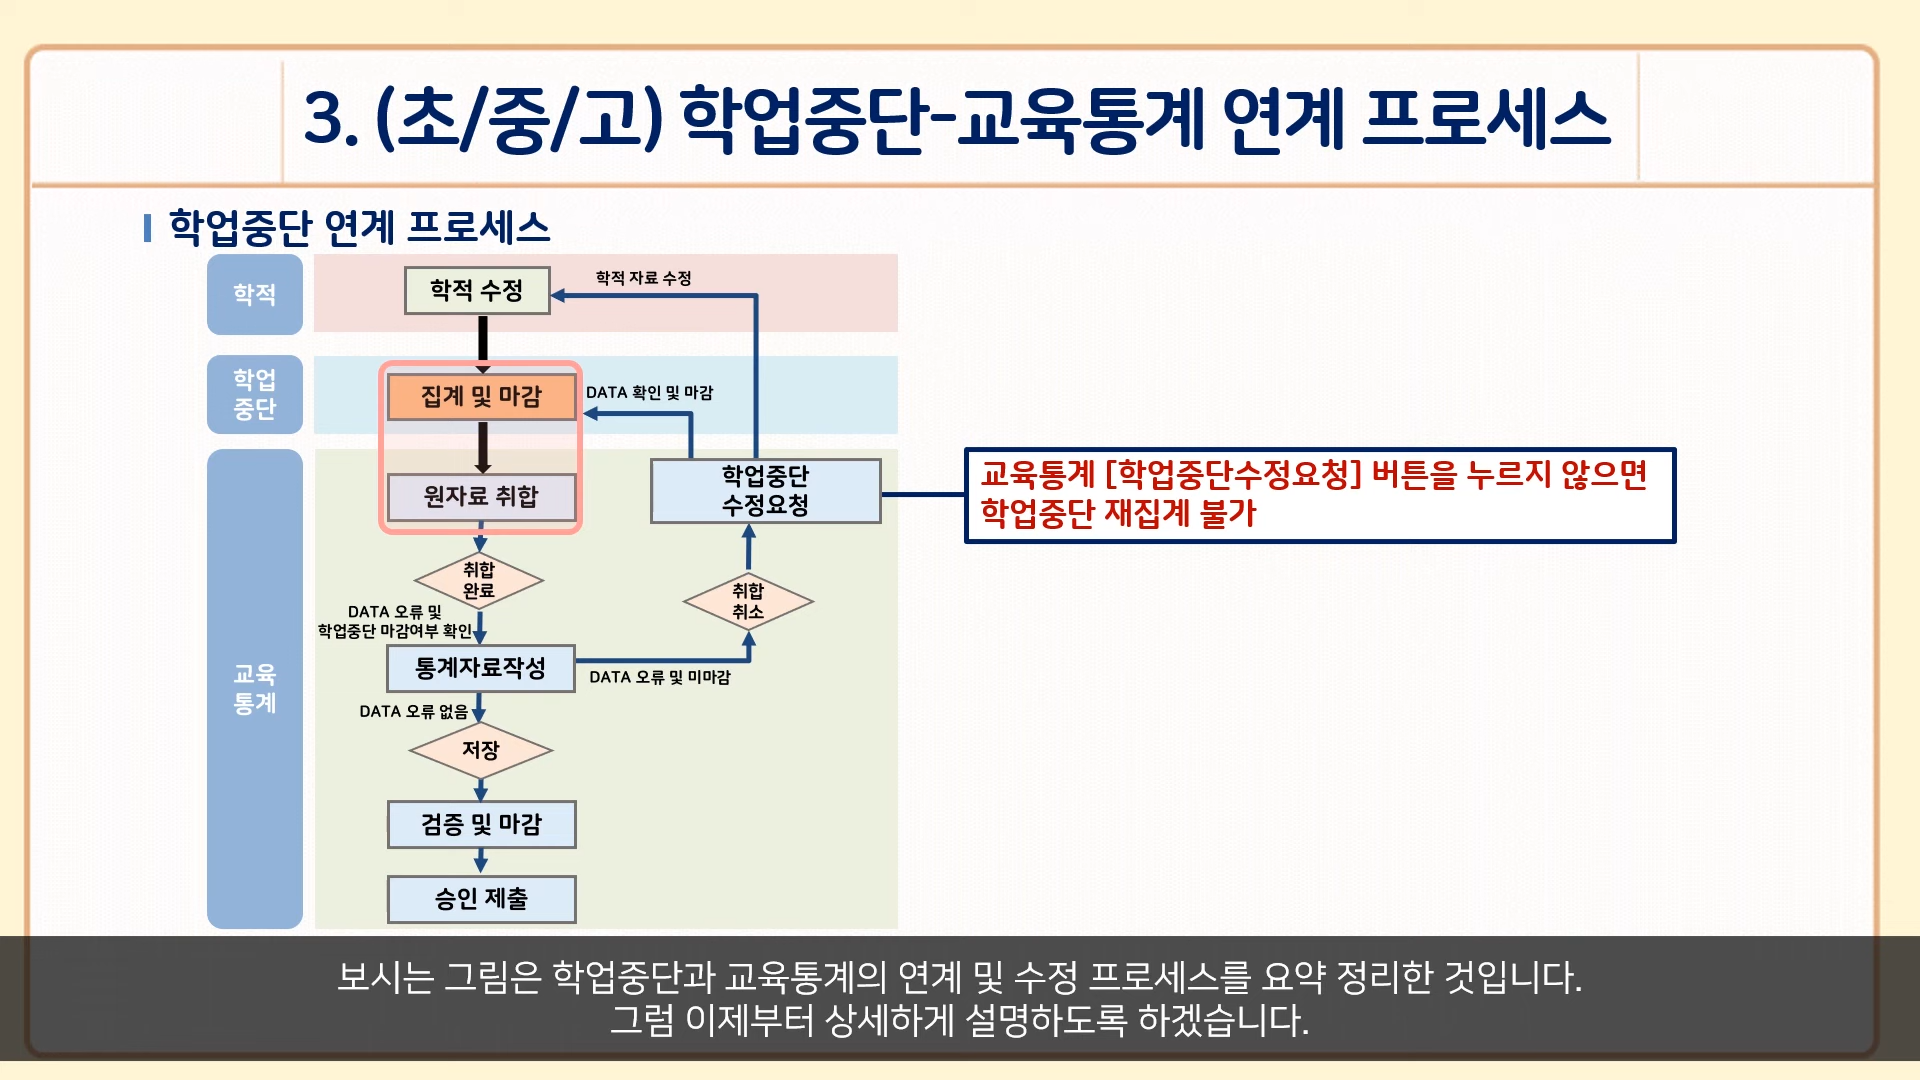 3. (초/중/고) 학업중단-교육통계 연계 프로세스
학업중단 연계 프로세스
학적
학적 수정
학적 자료 수정
학업
중단
집계 및 마감
DATA 확인 및 마감
교육
통계
원자료 취합
학업중단
수정요청
교육통계 [학업중단수정요청] 버튼을 누르지 않으면
학업중단 재집계 불가
취합
완료
취합
취소
DATA 오류 및
학업중단 마감여부 확인
통계자료작성
DATA 오류 및 미마감
DATA 오류 없음
저장
검증 및 마감
승인 제출
보시는 그림은 학업중단과 교육통계의 연계 및 수정 프로세스를 요약 정리한 것입니다.
그럼 이제부터 상세하게 설명하도록 하겠습니다.